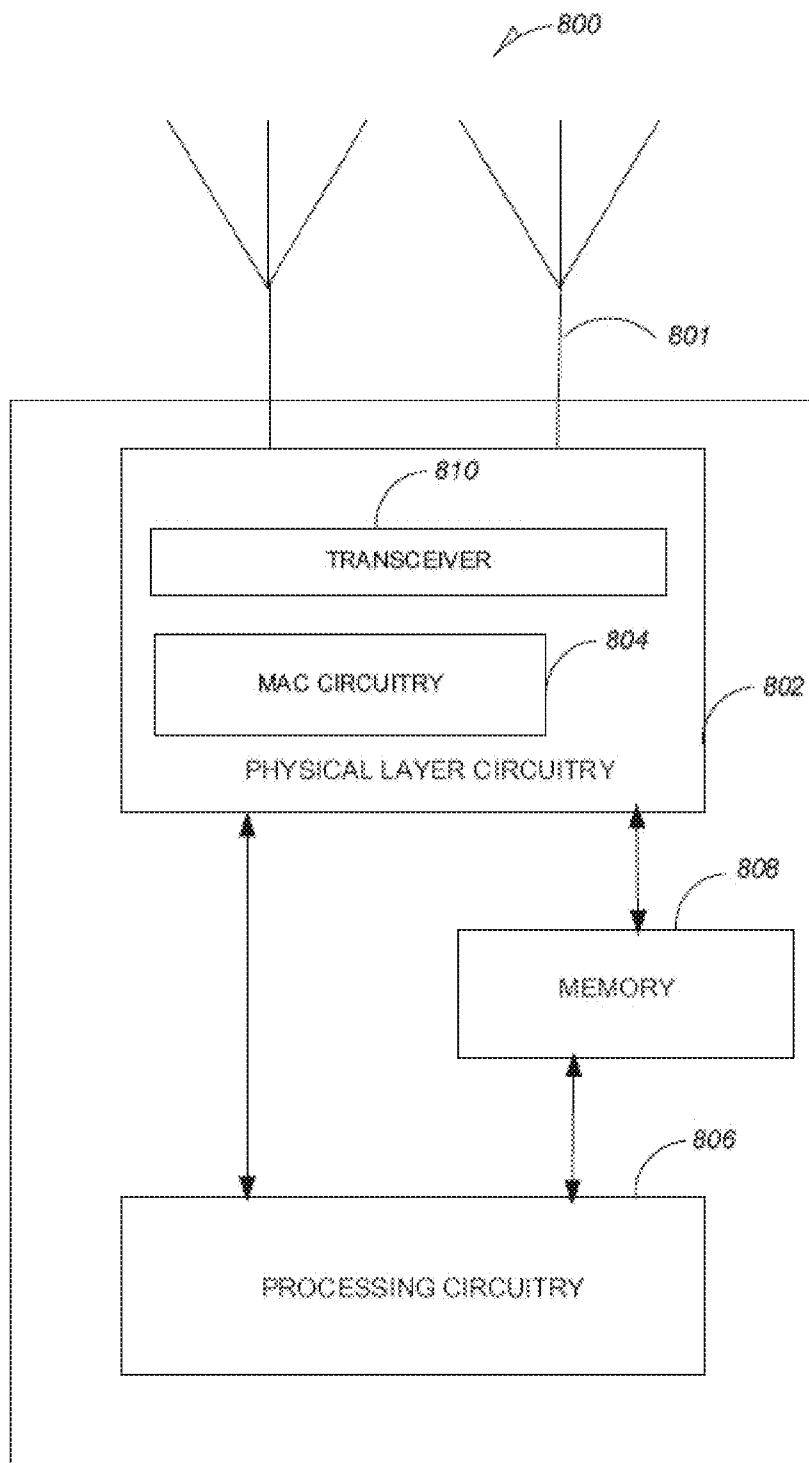 800
801
810
TRANSCEIVER
804
MAC CIRCUITRY
802
PHYSICAL LAYER CIRCUITRY
808
MEMORY
806
PROCESSING CIRCUITRY